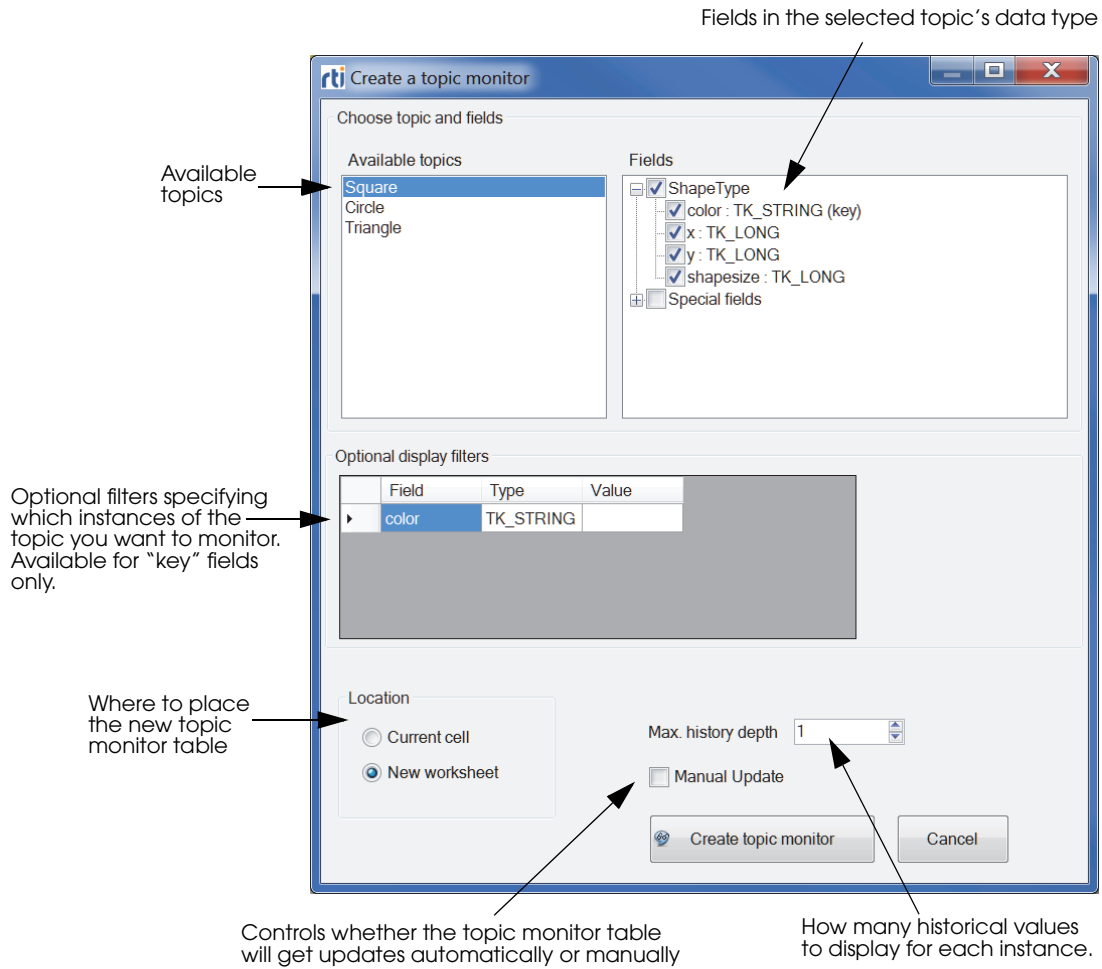 Fields in the selected topic’s data type
rti Create a topic monitor
Choose topic and fields
Available topics
Fields
Available
topics
Square
Circle
Triangle
ShapeType
color : TK_STRING (key)
x : TK_LONG
y : TK_LONG
shapesize : TK_LONG
Special fields
Optional display filters
Field Type Value
color TK_STRING
Optional filters specifying
which instances of the
topic you want to monitor.
Available for “key” fields
only.
Where to place
the new topic
monitor table
Location
Current cell
New worksheet
Max. history depth 1
Manual Update
Create topic monitor
Cancel
Controls whether the topic monitor table
will get updates automatically or manually
How many historical values
to display for each instance.